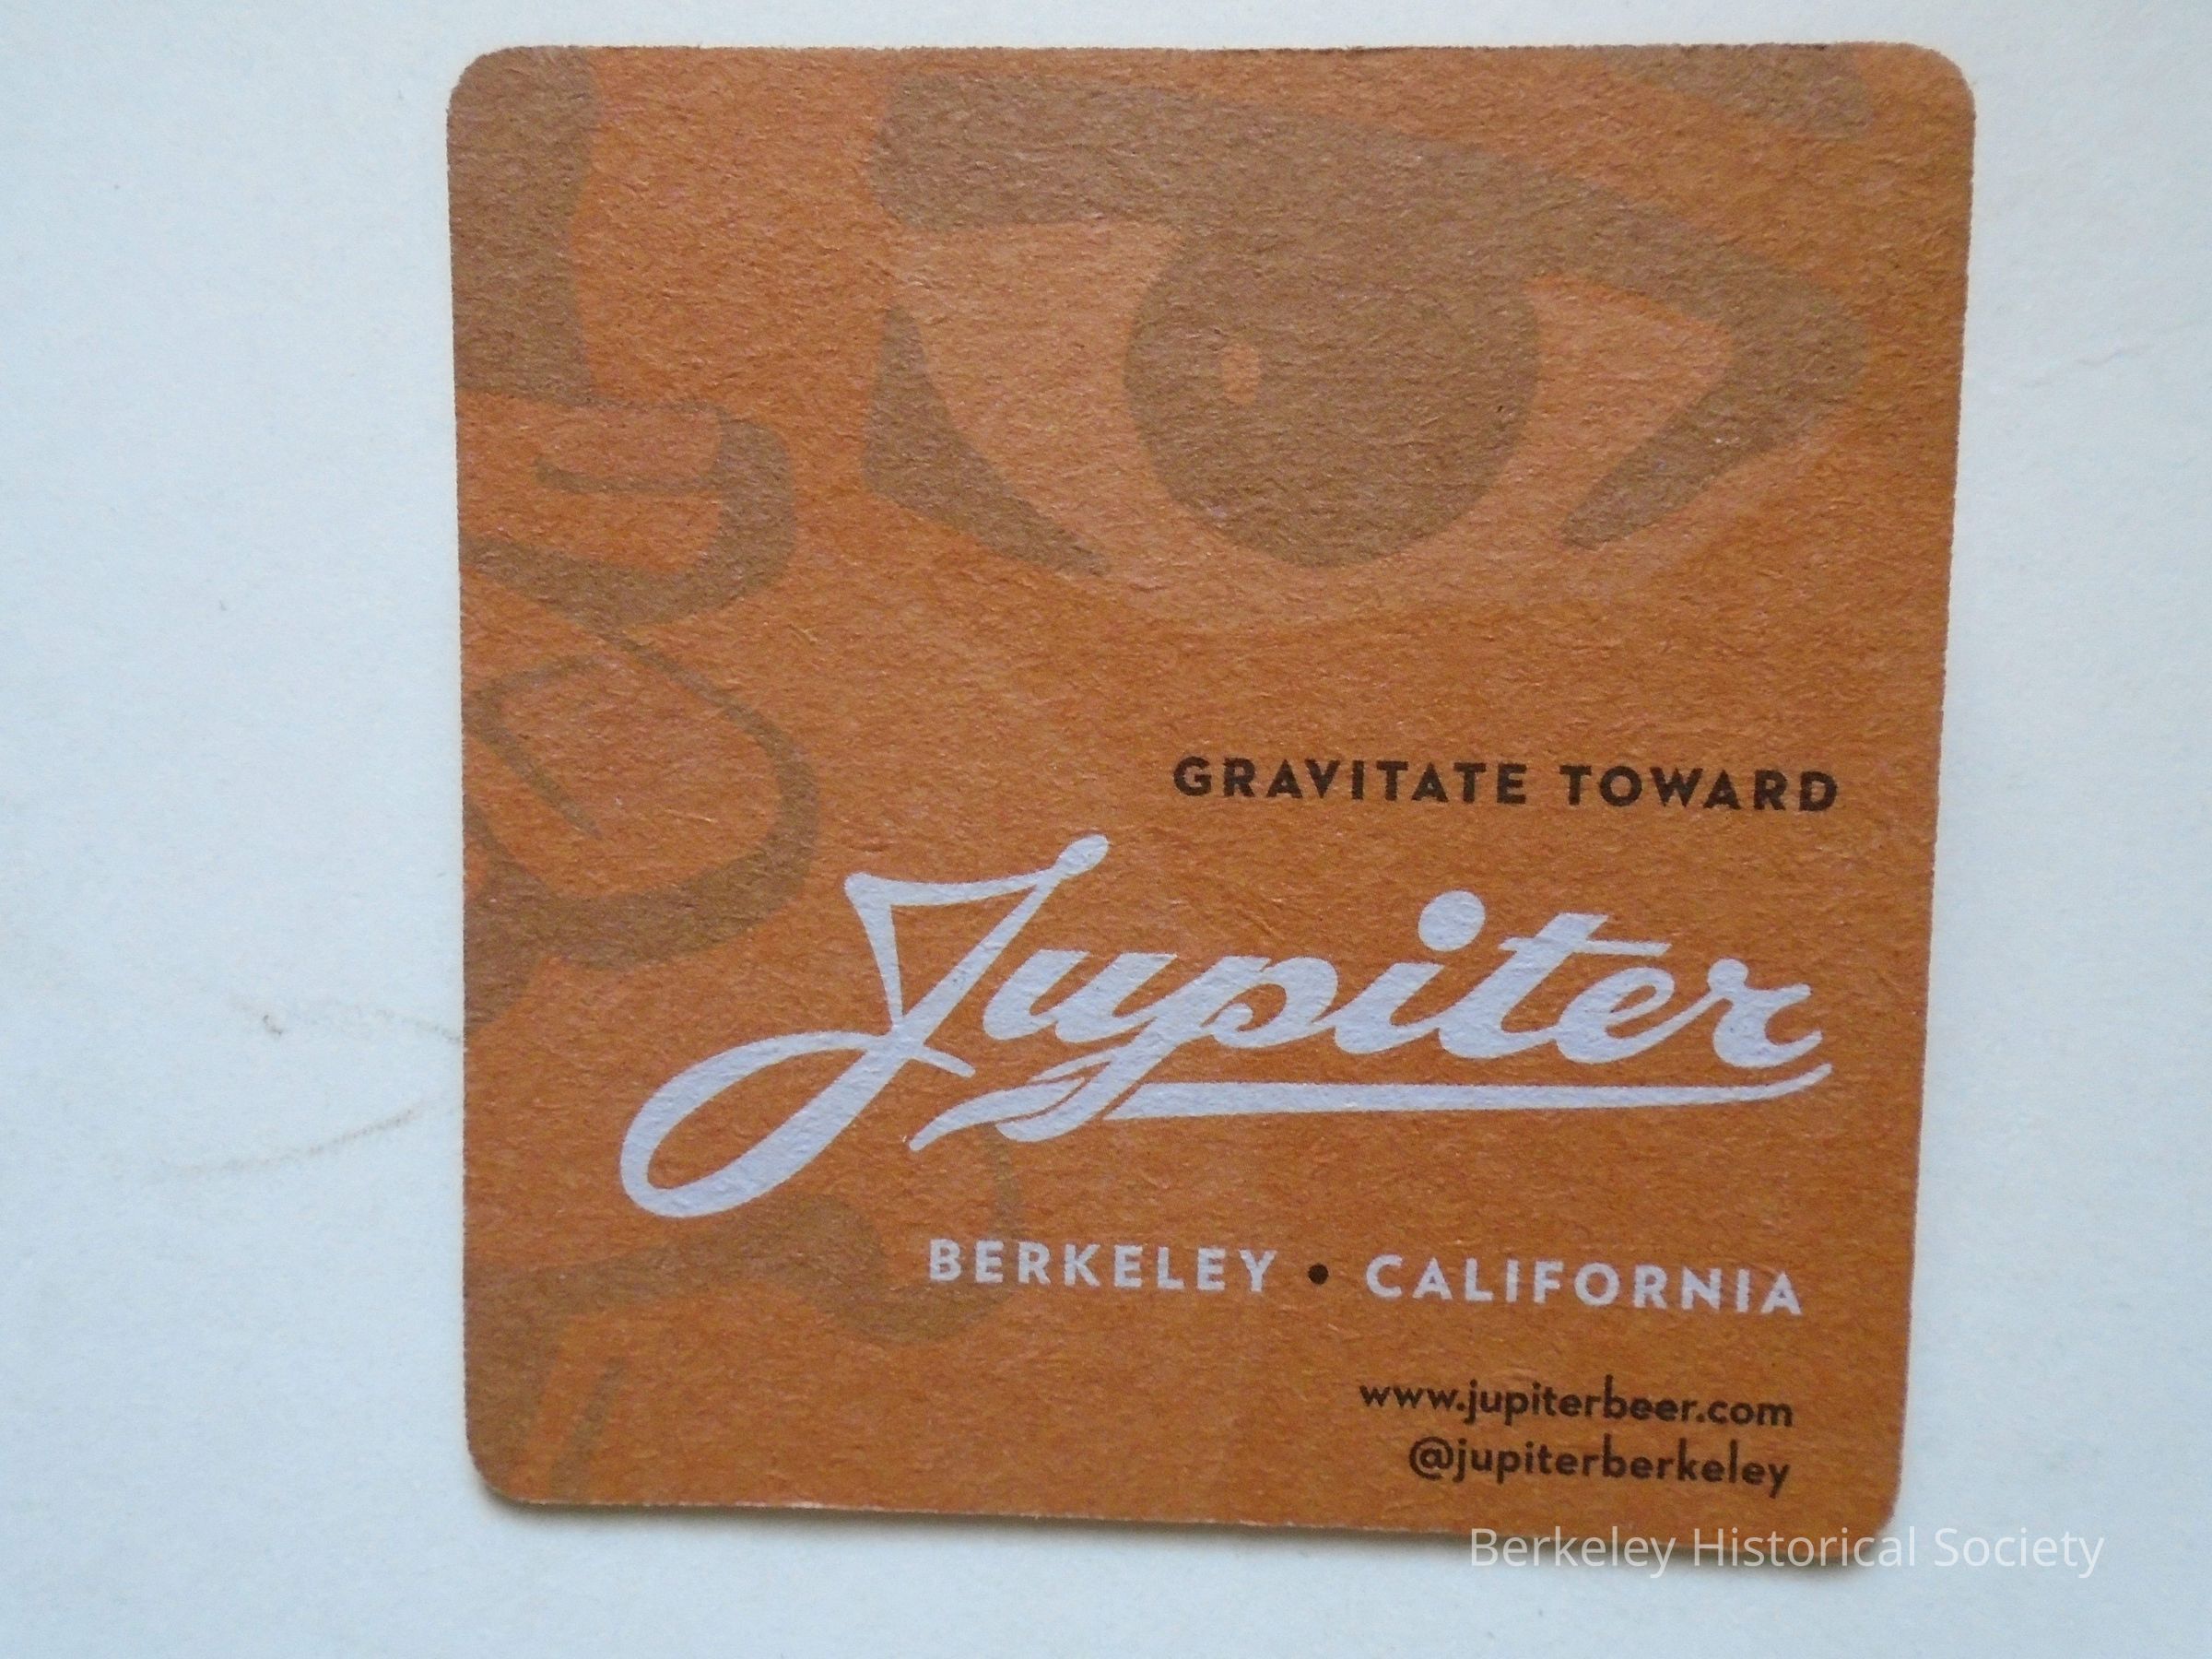 GRAVITATE TOWARD
Jupiter
BERKELEY • CALIFORNIA
www.jupiterbeer.com
@jupiterberkeley
Berkeley Historical Society